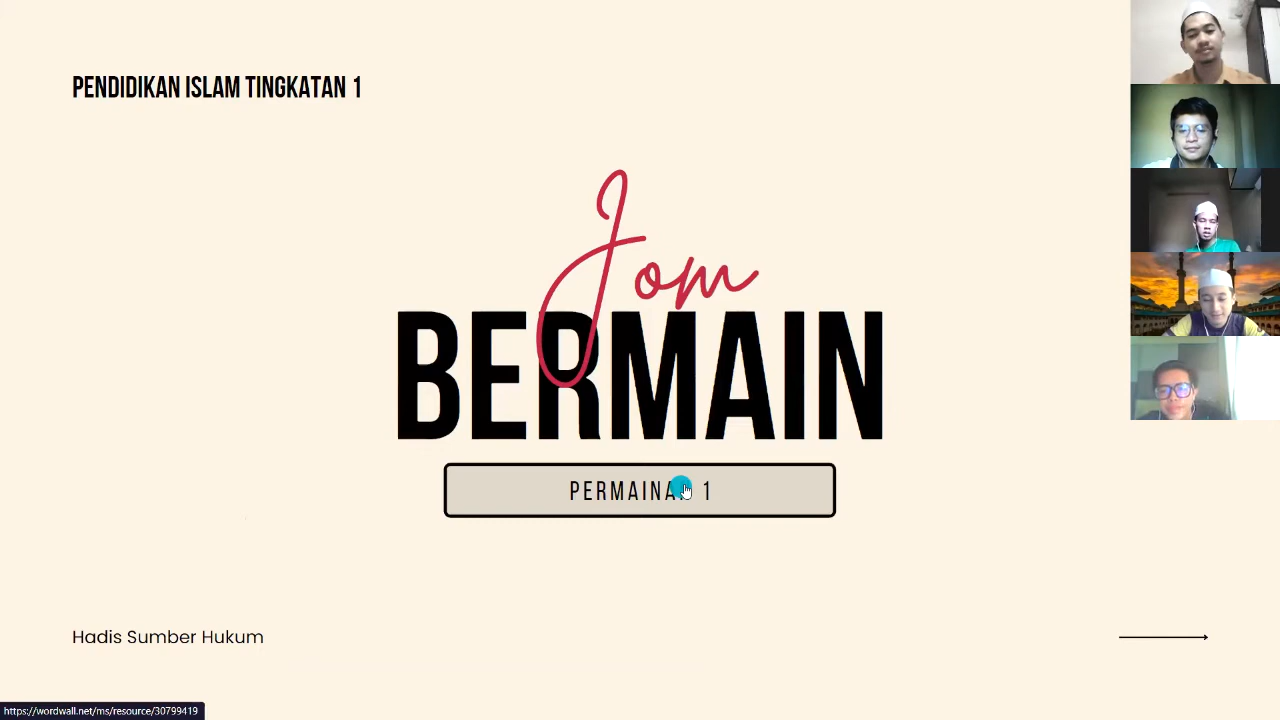 PENDIDIKAN ISLAM TINGKATAN 1
Jom
BERMAIN
PERMAINAN 1
Hadis Sumber Hukum
https://wordwall.net/ms/resource/30799419